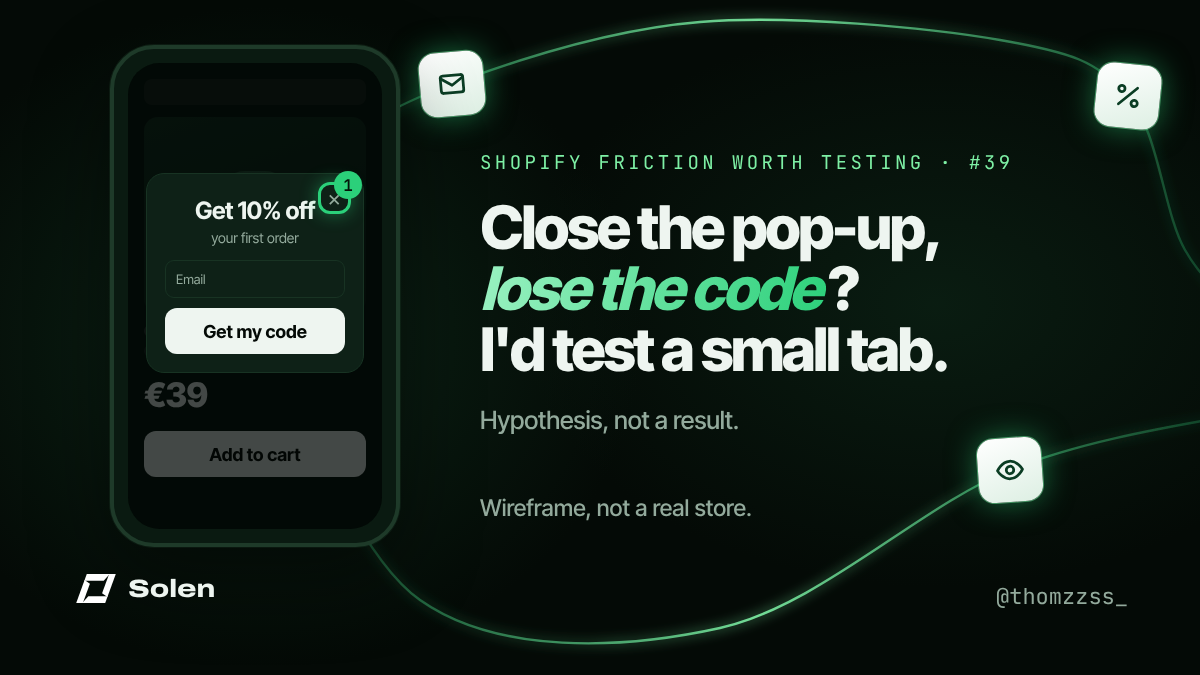 SHOPIFY FRICTION WORTH TESTING · #39
Close the pop-up,
lose the code?
I'd test a small tab.
Hypothesis, not a result.
Wireframe, not a real store.
1
Get 10% off
your first order
Email
Get my code
€39
Add to cart
Solen
@thomzzss_